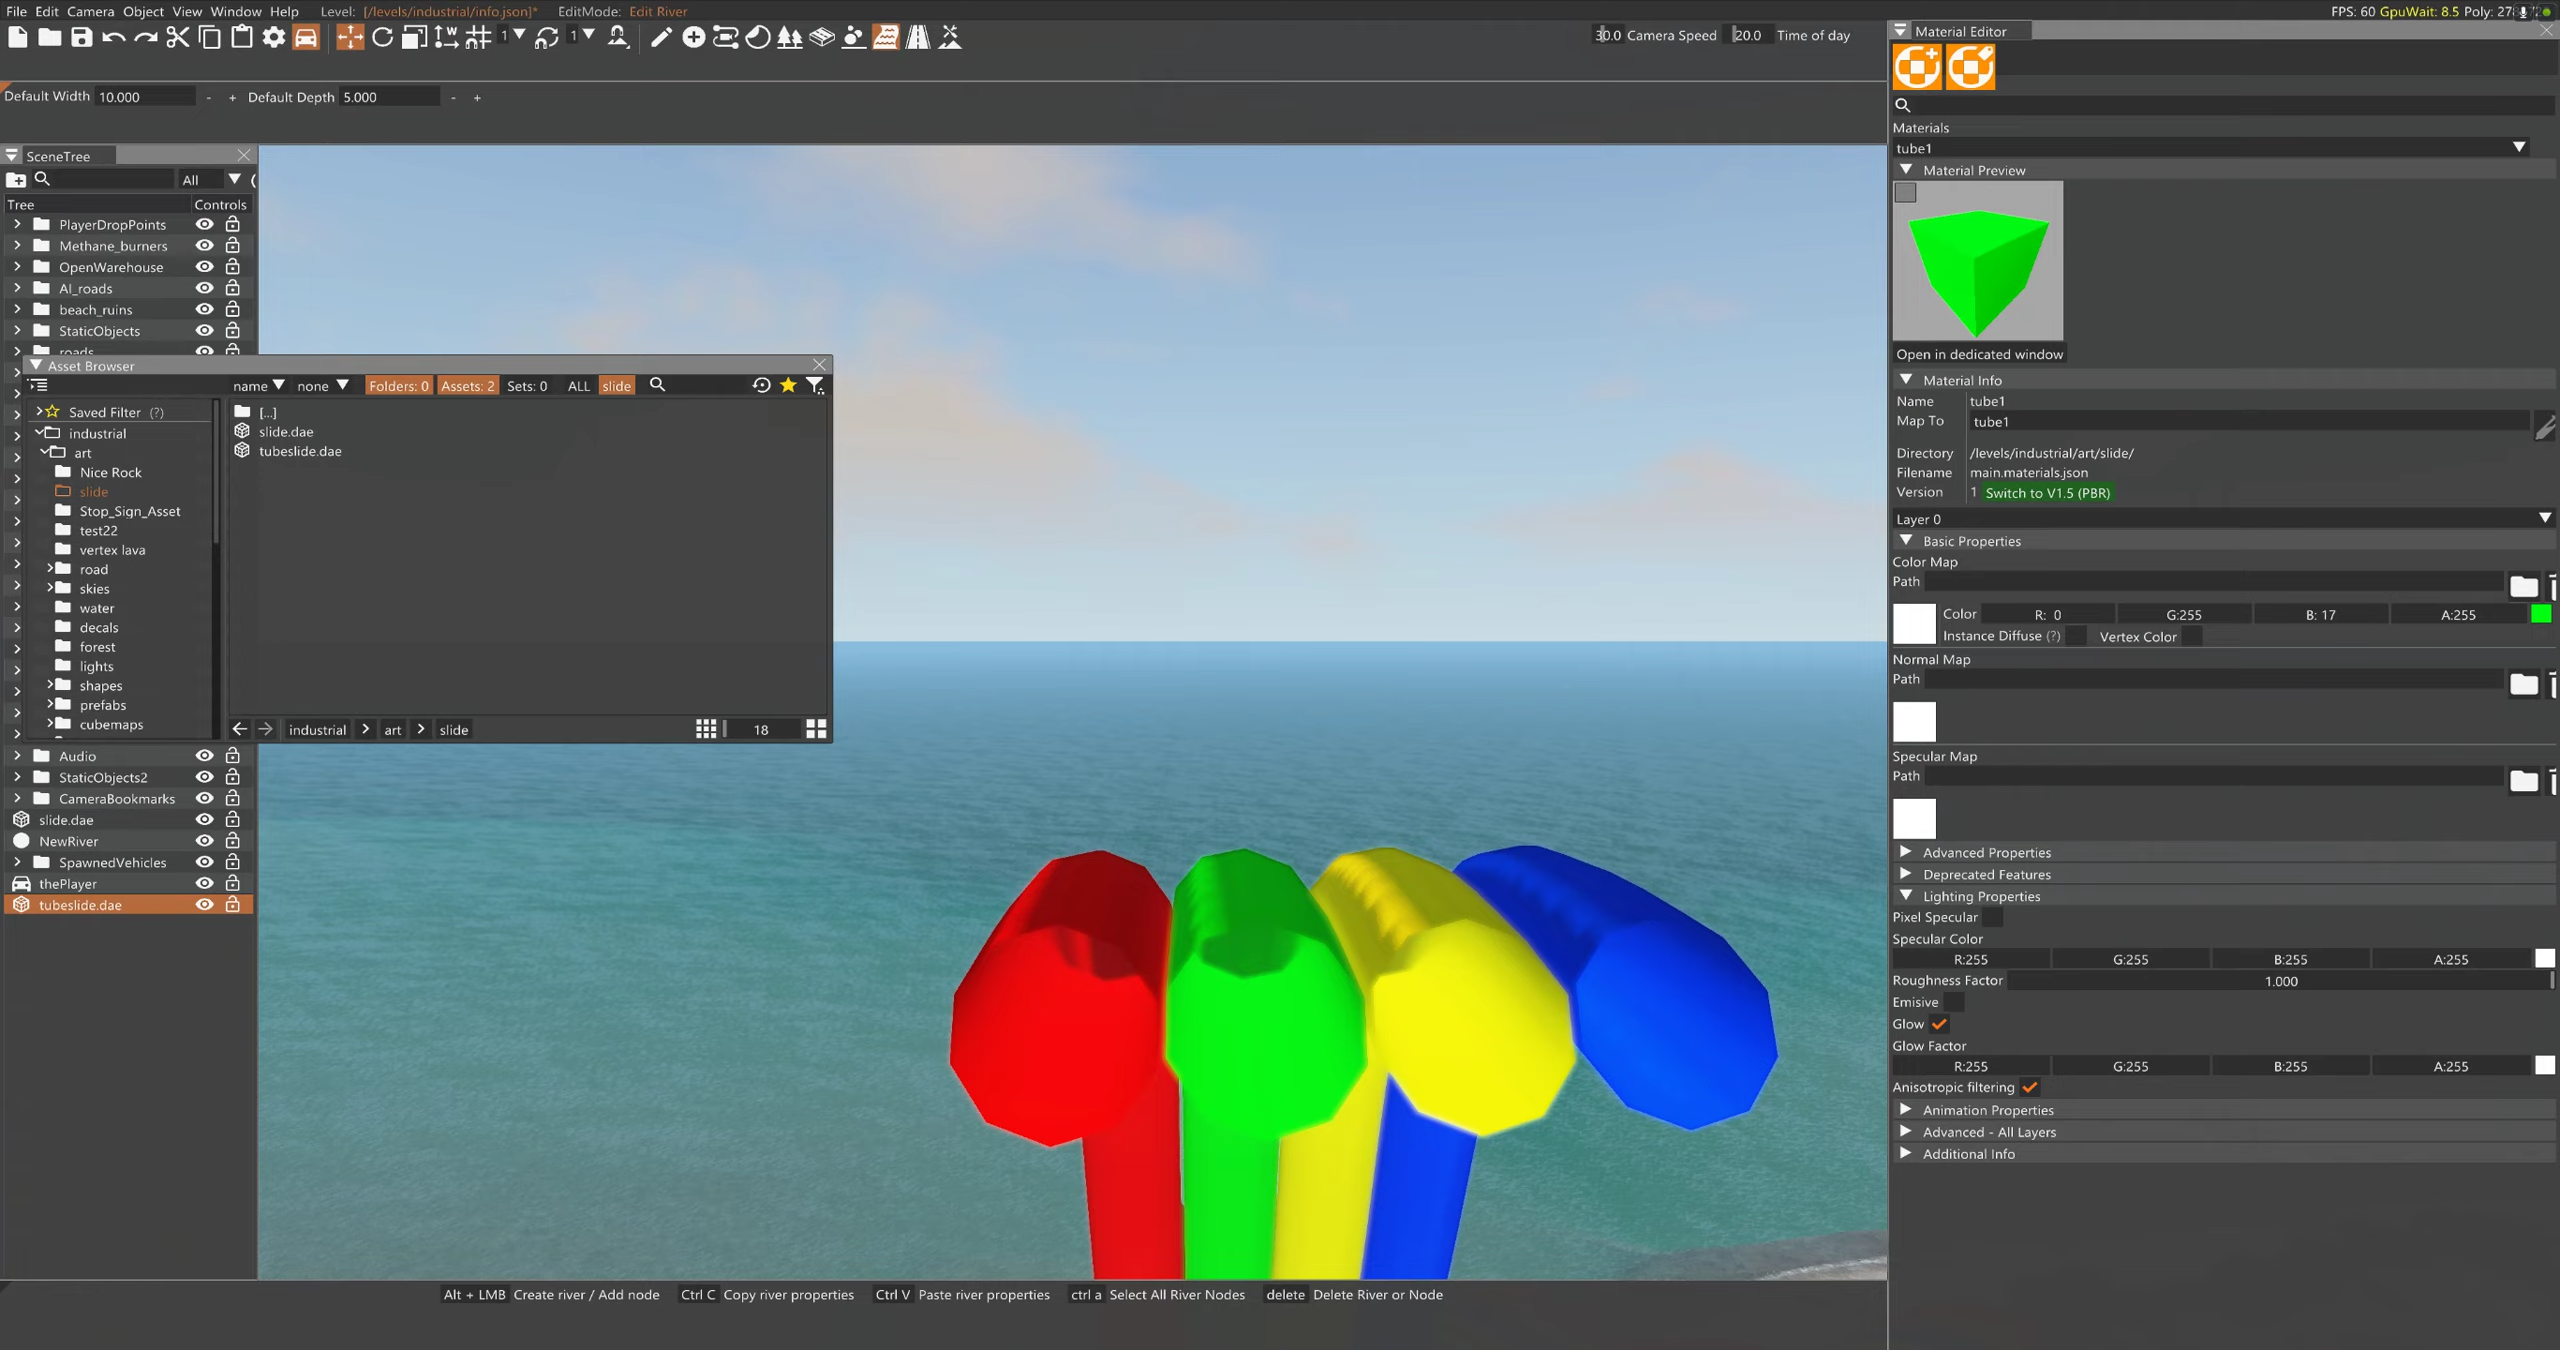 File Edit Camera Object View Window Help Level: [/levels/industrial/info.json]* EditMode: Edit River
FPS: 60 GpuWait: 8.5 Poly:
1 1
30.0 Camera Speed 20.0 Time of day
Default Width 10.000 - + Default Depth 5.000 - +
SceneTree
All
Tree Controls
PlayerDropPoints
Methane_burners
OpenWarehouse
AI_roads
beach_ruins
StaticObjects
roads
Asset Browser
name none Folders: 0 Assets: 2 Sets: 0 ALL slide
Saved Filter (?)
industrial
art
Nice Rock
slide
Stop_Sign_Asset
test22
vertex lava
road
skies
water
decals
forest
lights
shapes
prefabs
cubemaps
[...]
slide.dae
tubeslide.dae
industrial > art > slide
18
Audio
StaticObjects2
CameraBookmarks
slide.dae
NewRiver
SpawnedVehicles
thePlayer
tubeslide.dae
Alt + LMB Create river / Add node Ctrl C Copy river properties Ctrl V Paste river properties ctrl a Select All River Nodes delete Delete River or Node
Material Editor
Materials
tube1
Material Preview
Open in dedicated window
Material Info
Name tube1
Map To tube1
Directory /levels/industrial/art/slide/
Filename main.materials.json
Version 1 Switch to V1.5 (PBR)
Layer 0
Basic Properties
Color Map
Path
Color R: 0 G:255 B: 17 A:255
Instance Diffuse (?) Vertex Color
Normal Map
Path
Specular Map
Path
Advanced Properties
Deprecated Features
Lighting Properties
Pixel Specular
Specular Color
R:255 G:255 B:255 A:255
Roughness Factor 1.000
Emisive
Glow
Glow Factor
R:255 G:255 B:255 A:255
Anisotropic filtering
Animation Properties
Advanced - All Layers
Additional Info